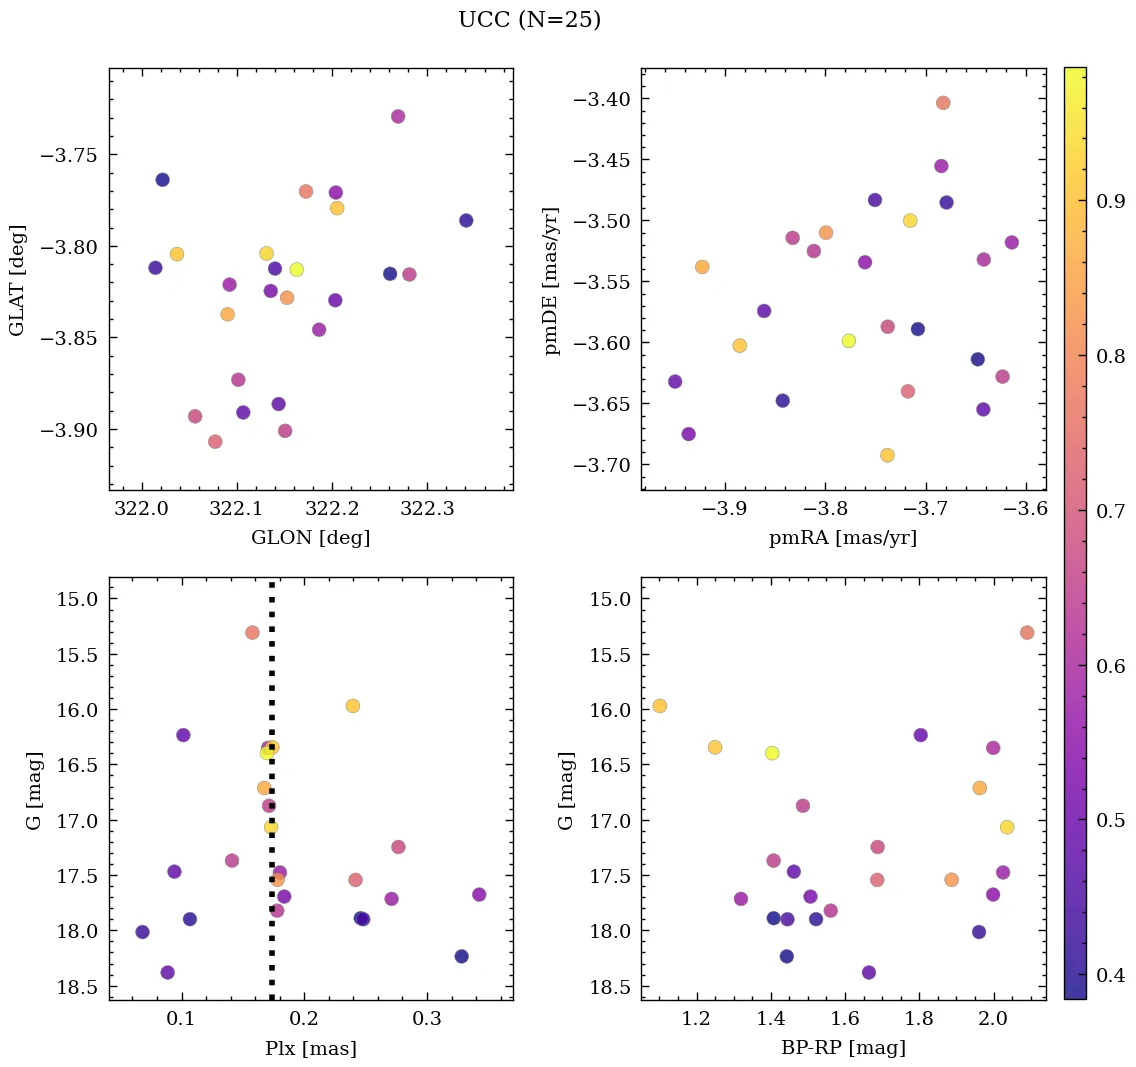 UCC (N=25)
−3.75
−3.80
−3.85
−3.90
GLAT [deg]
322.0 322.1 322.2 322.3
GLON [deg]
−3.40
−3.45
−3.50
−3.55
−3.60
−3.65
−3.70
pmDE [mas/yr]
−3.9 −3.8 −3.7 −3.6
pmRA [mas/yr]
0.9
0.8
0.7
0.6
0.5
0.4
15.0
15.5
16.0
16.5
17.0
17.5
18.0
18.5
G [mag]
0.1 0.2 0.3
Plx [mas]
15.0
15.5
16.0
16.5
17.0
17.5
18.0
18.5
G [mag]
1.2 1.4 1.6 1.8 2.0
BP-RP [mag]